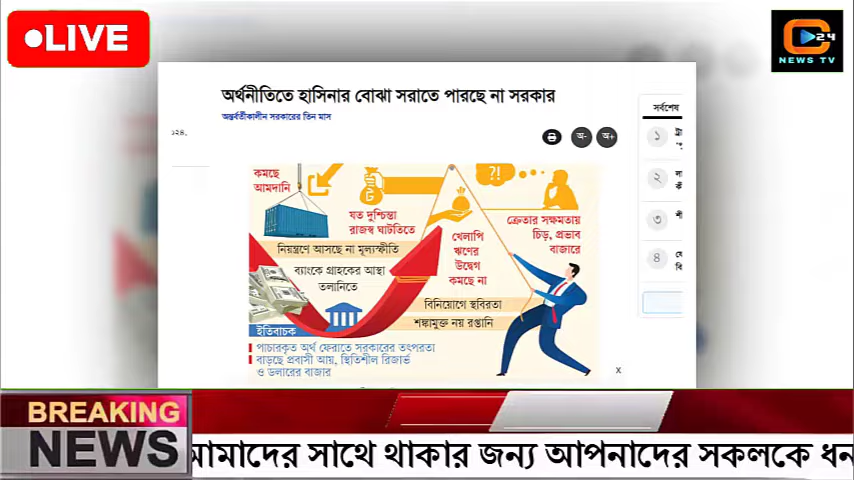 LIVE
C 24
NEWS TV
অর্থনীতিতে হাসিনার বোঝা সরাতে পারছে না সরকার
অন্তর্বর্তীকালীন সরকারের তিন মাস
১২৪,
অ-
অ+
সর্বশেষ
১
২
৩
৪
কমছে
আমদানি
?!
যত দুশ্চিন্তা
রাজস্ব ঘাটতিতে
ক্রেতার সক্ষমতায়
চিড়, প্রভাব
বাজারে
খেলাপি
ঋণের
উদ্বেগ
কমছে না
নিয়ন্ত্রণে আসছে না মূল্যস্ফীতি
ব্যাংকে গ্রাহকের আস্থা
তলানিতে
বিনিয়োগে স্থবিরতা
শঙ্কামুক্ত নয় রপ্তানি
ইতিবাচক
পাচারকৃত অর্থ ফেরাতে সরকারের তৎপরতা
বাড়ছে প্রবাসী আয়, স্থিতিশীল রিজার্ভ
ও ডলারের বাজার
x
BREAKING
NEWS
আমাদের সাথে থাকার জন্য আপনাদের সকলকে ধন